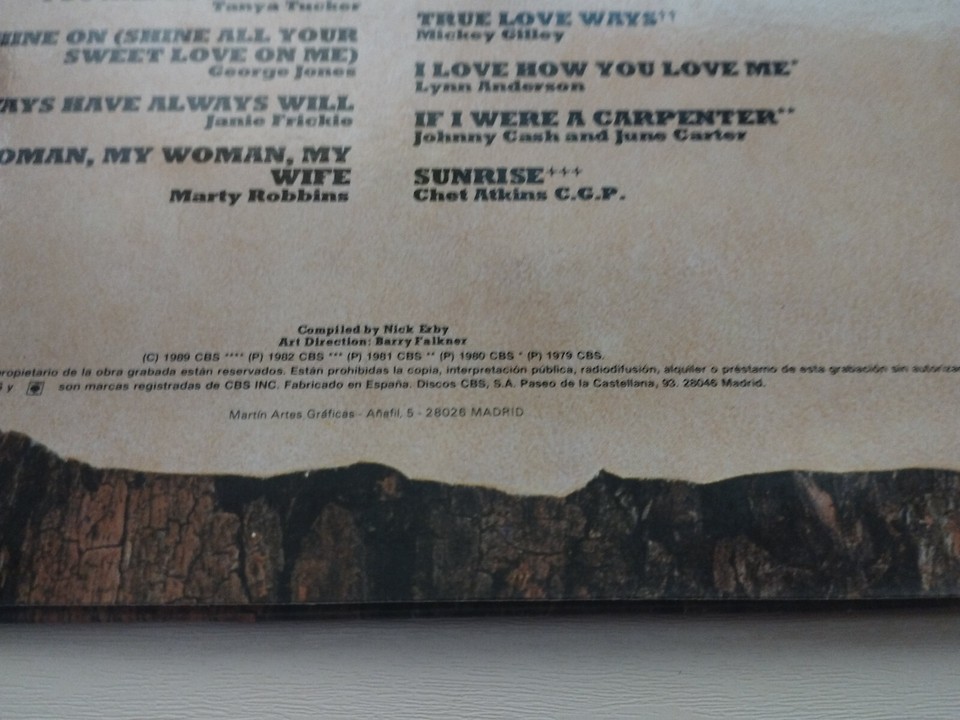 Tanya Tucker
SHINE ON (SHINE ALL YOUR
SWEET LOVE ON ME)
George Jones
AYS HAVE ALWAYS WILL
Janie Frickie
OMAN, MY WOMAN, MY
WIFE
Marty Robbins
TRUE LOVE WAYS††
Mickey Gilley
I LOVE HOW YOU LOVE ME*
Lynn Anderson
IF I WERE A CARPENTER**
Johnny Cash and June Carter
SUNRISE+++
Chet Atkins C.G.P.
Compiled by Nick Erby
Art Direction: Barry Falkner
(C) 1989 CBS **** (P) 1982 CBS *** (P) 1981 CBS ** (P) 1980 CBS * (P) 1979 CBS.
propietario de la obra grabada están reservados. Están prohibidas la copia, interpretación pública, radiodifusión, alquiler o préstamo de esta grabación sin autoriza
S y son marcas registradas de CBS INC. Fabricado en España. Discos CBS, S.A. Paseo de la Castellana, 93. 28046 Madrid.
Martín Artes Gráficas - Añafil, 5 - 28026 MADRID